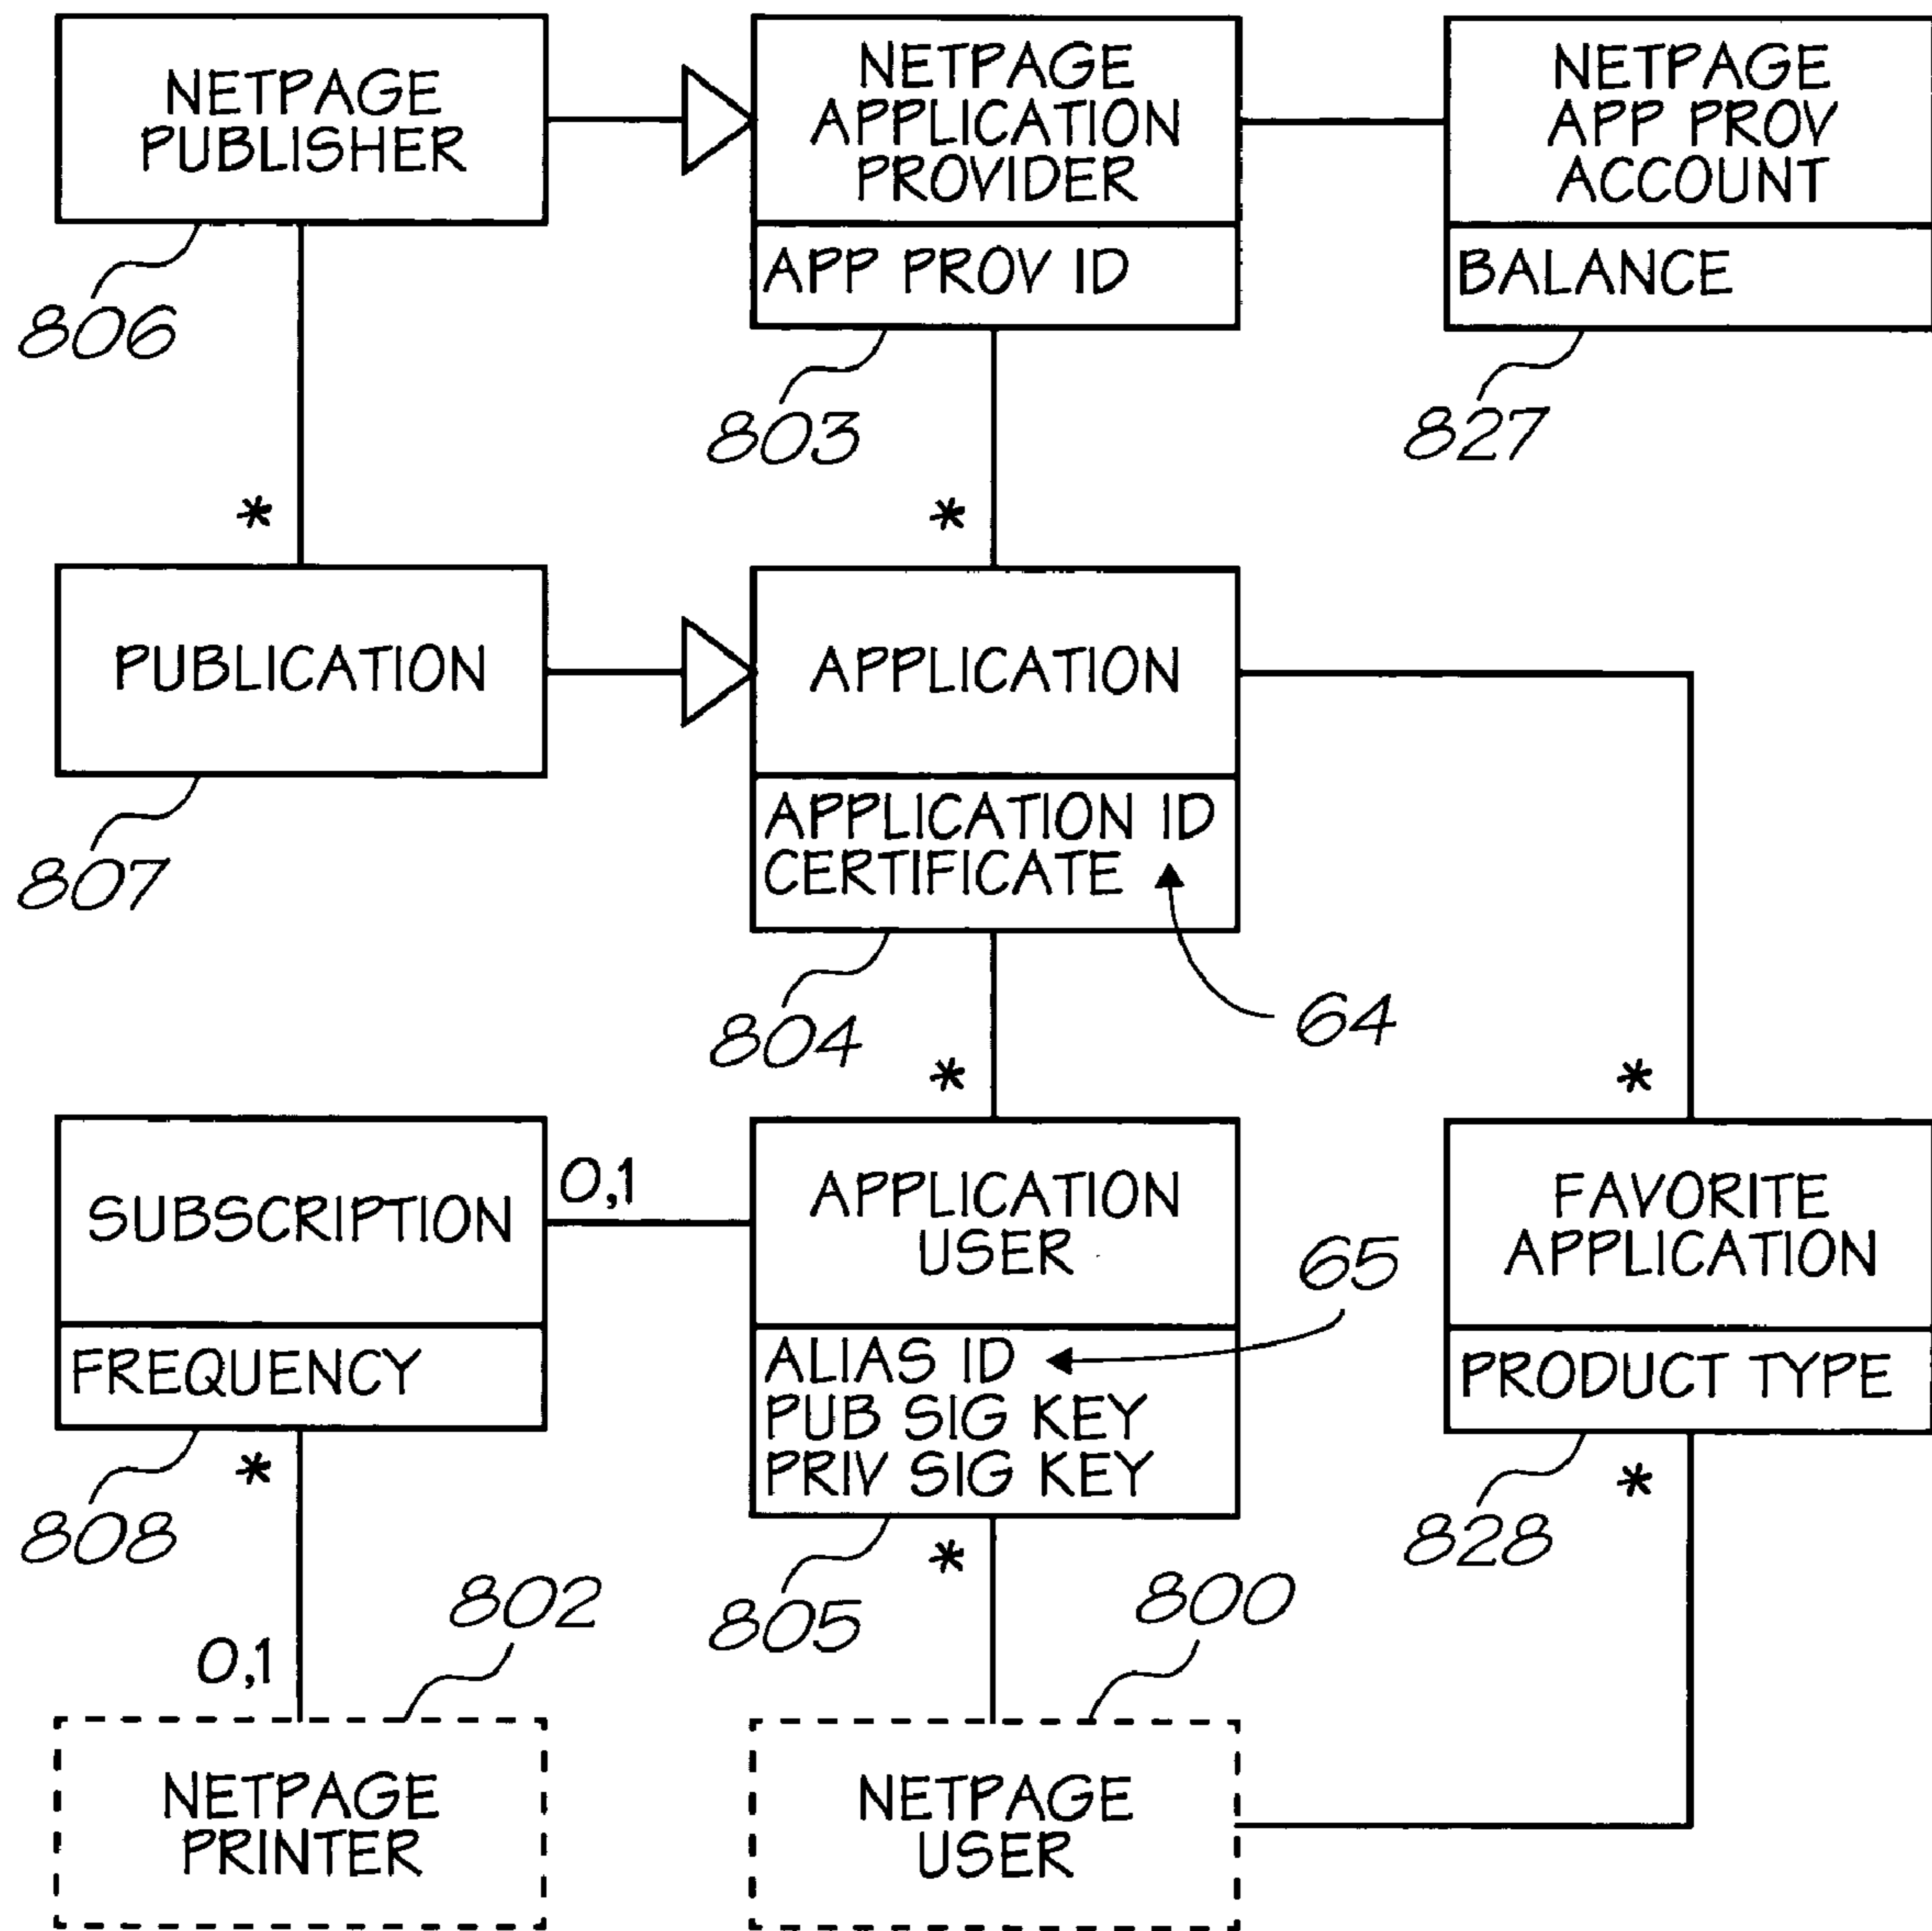 NETPAGE
PUBLISHER
806
NETPAGE
APPLICATION
PROVIDER
APP PROV ID
803
NETPAGE
APP PROV
ACCOUNT
BALANCE
827
*
*
PUBLICATION
807
APPLICATION
APPLICATION ID
CERTIFICATE
64
804
*
*
SUBSCRIPTION
FREQUENCY
0,1
808
*
APPLICATION
USER
ALIAS ID
PUB SIG KEY
PRIV SIG KEY
65
805
*
FAVORITE
APPLICATION
PRODUCT TYPE
828
*
802
0,1
800
NETPAGE
PRINTER
NETPAGE
USER